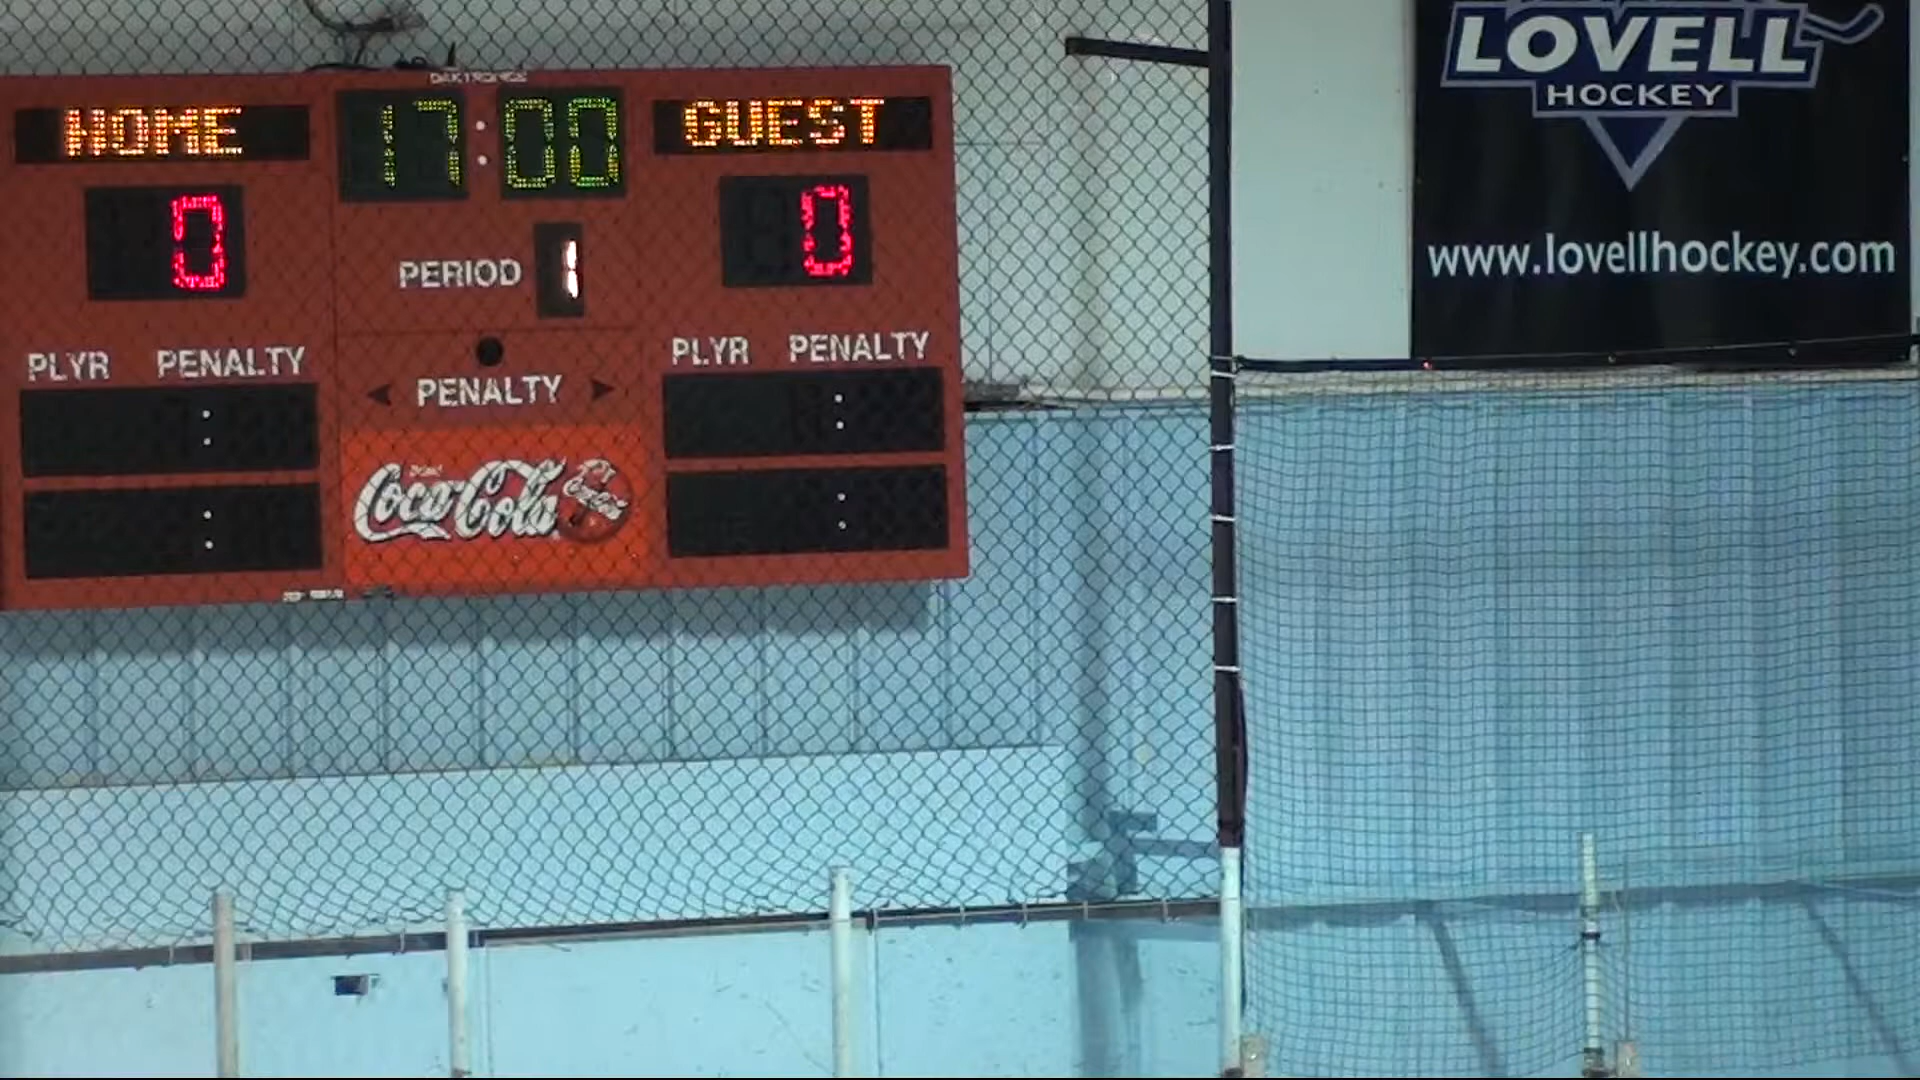 DAKTRONICS
HOME
17:00
GUEST
0
PERIOD 1
0
PLYR PENALTY
PENALTY
PLYR PENALTY
:
:
:
:
Coca-Cola
LOVELL
HOCKEY
www.lovellhockey.com